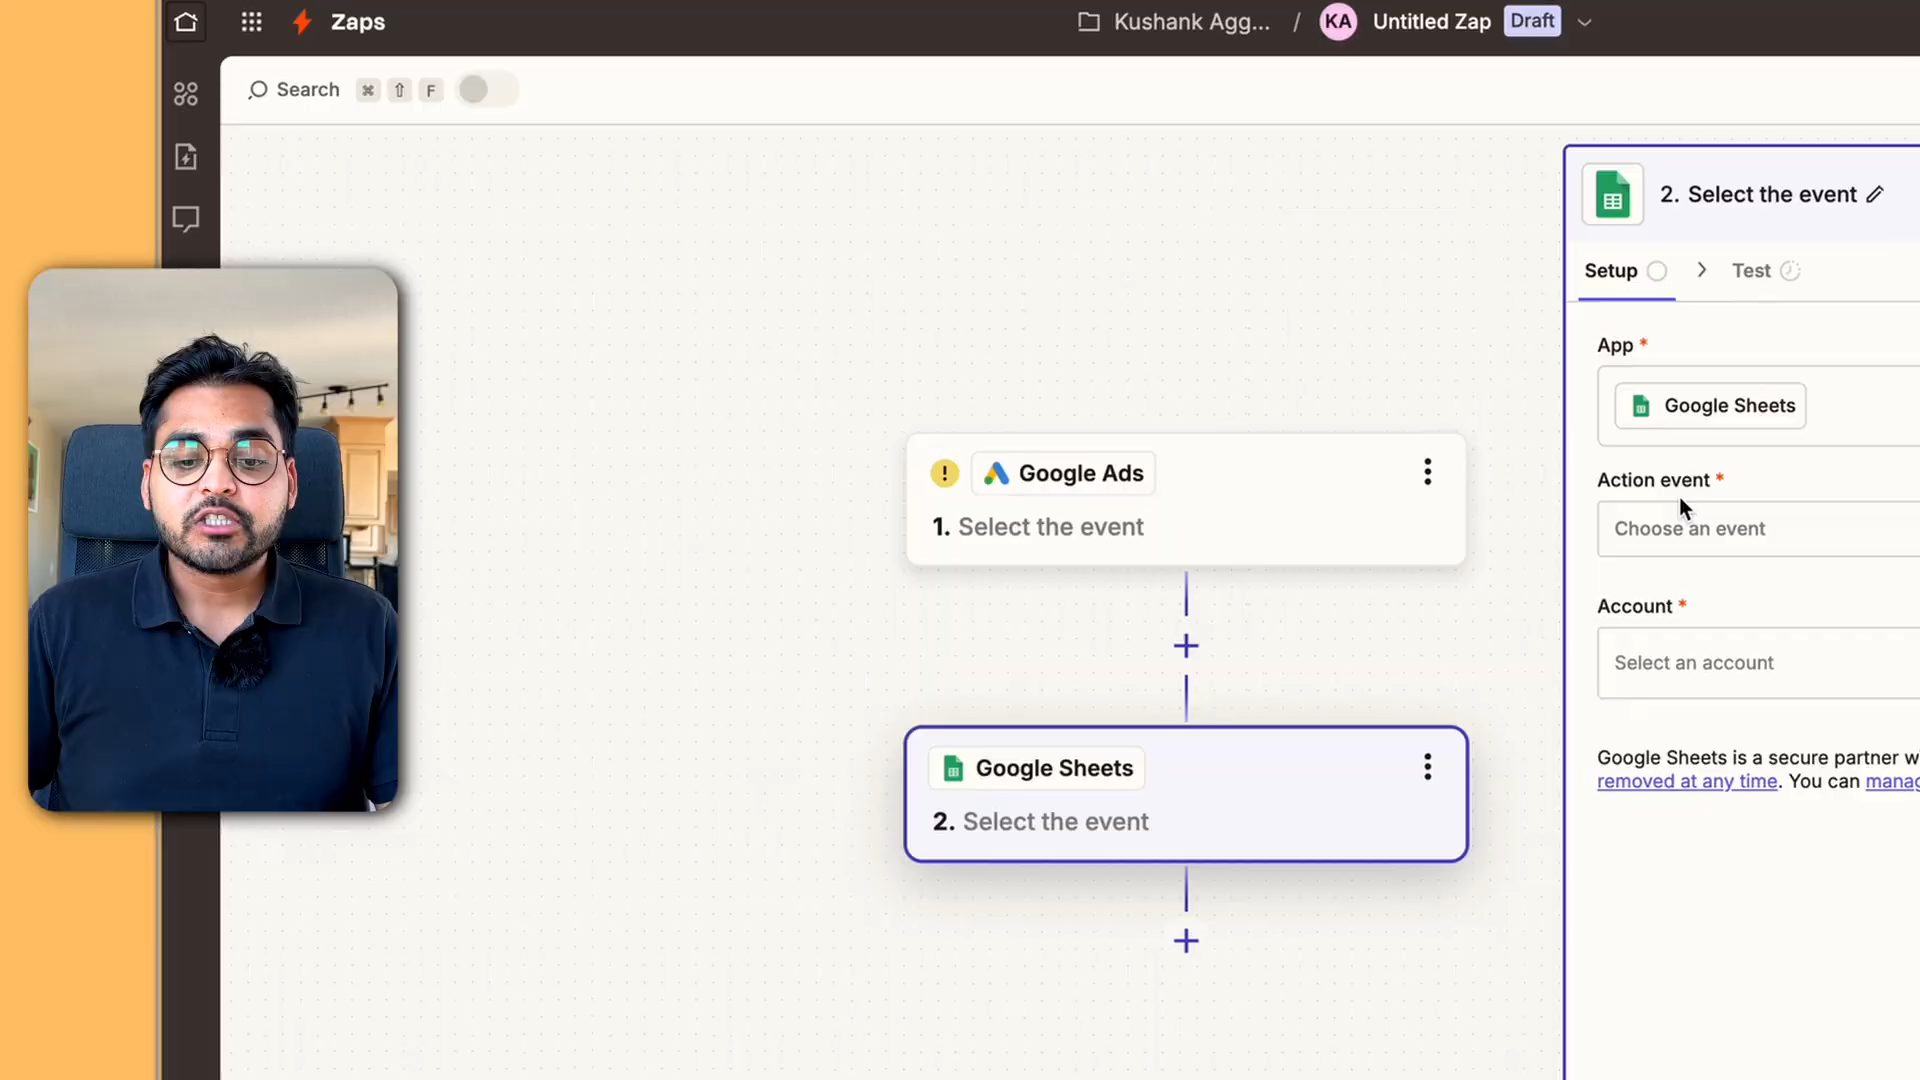 Zaps
Kushank Agg... / KA Untitled Zap Draft
Search ⌘ ⇧ F
2. Select the event
Setup
Test
App *
Google Sheets
Action event *
Choose an event
Account *
Select an account
Google Sheets is a secure partner w
removed at any time. You can manag
! Google Ads
1. Select the event
+
Google Sheets
2. Select the event
+